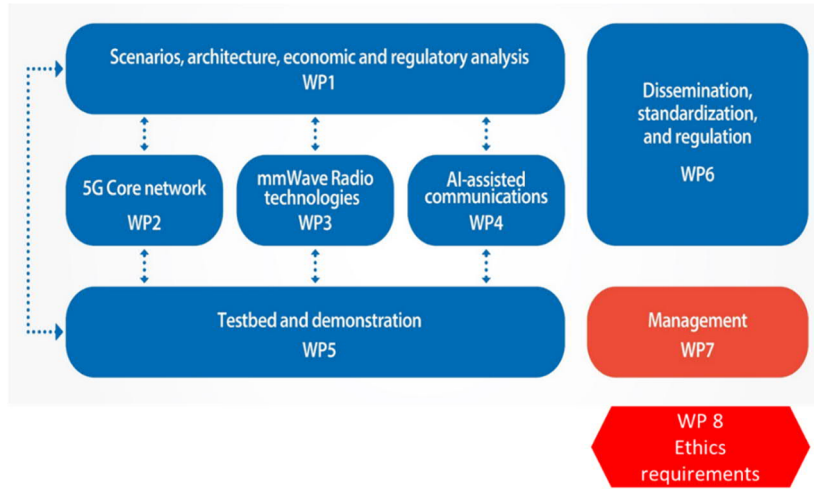 Scenarios, architecture, economic and regulatory analysis
WP1
Dissemination,
standardization,
and regulation
WP6
5G Core network
WP2
mmWave Radio
technologies
WP3
AI-assisted
communications
WP4
Testbed and demonstration
WP5
Management
WP7
WP 8
Ethics
requirements